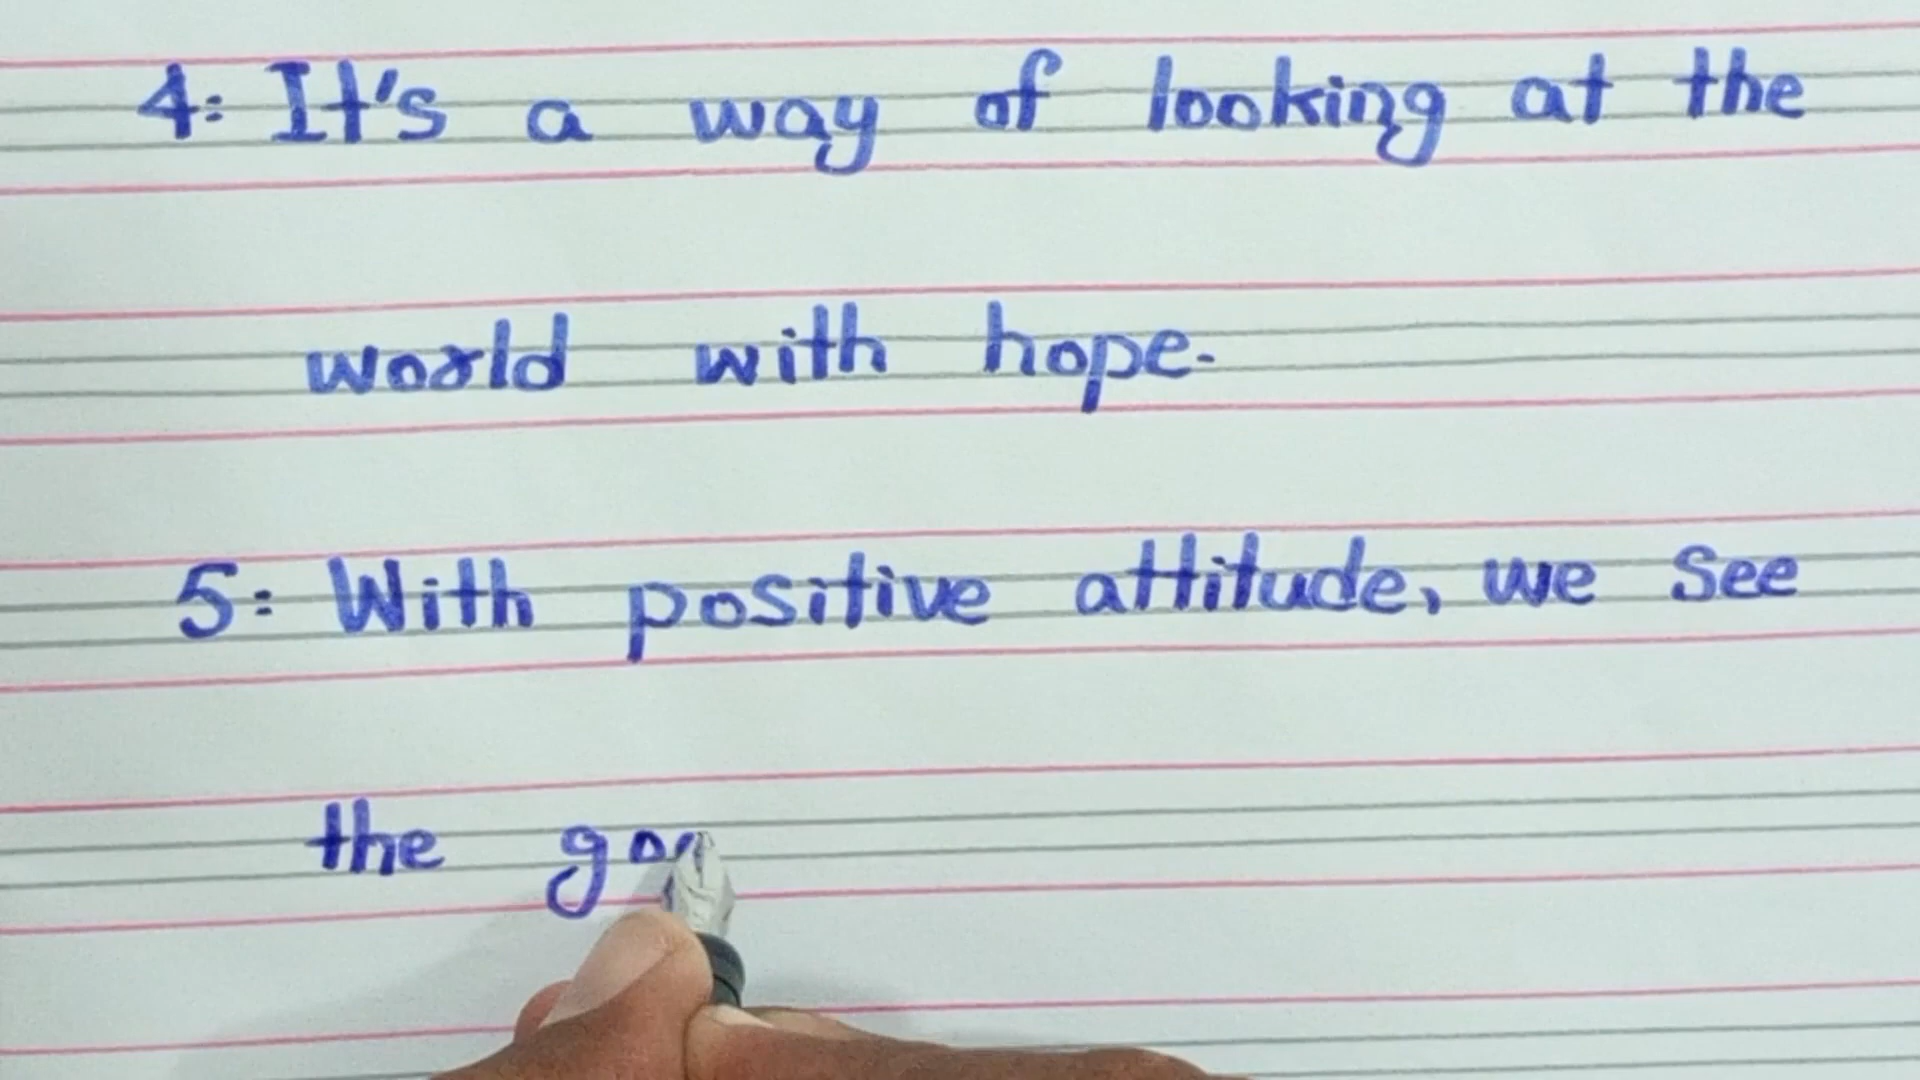 4: It's a way of looking at the
world with hope.
5: With positive attitude, we see
the